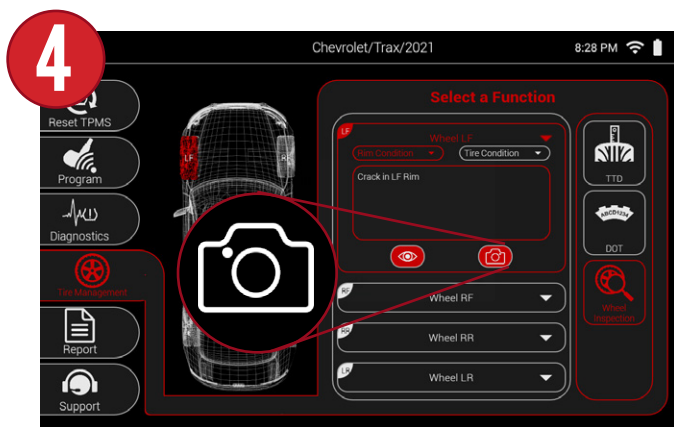 4
Chevrolet/Trax/2021
8:28 PM
Reset TPMS
Program
Diagnostics
Tire Management
Report
Support
LF
RF
Select a Function
LF
Wheel LF
Rim Condition
Tire Condition
Crack in LF Rim
RF
Wheel RF
RR
Wheel RR
LR
Wheel LR
TTD
ABCD1234
DOT
Wheel
Inspection